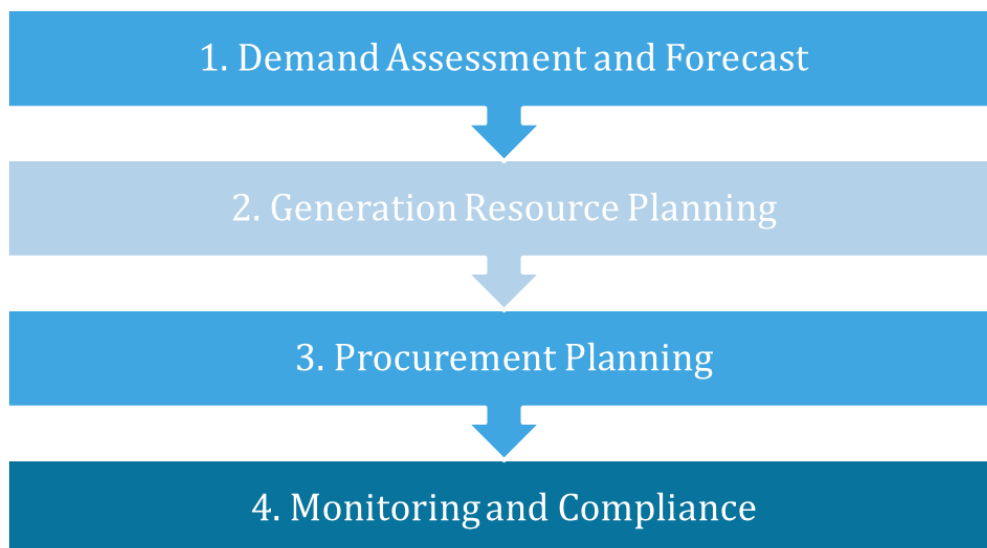 1. Demand Assessment and Forecast
2. Generation Resource Planning
3. Procurement Planning
4. Monitoring and Compliance